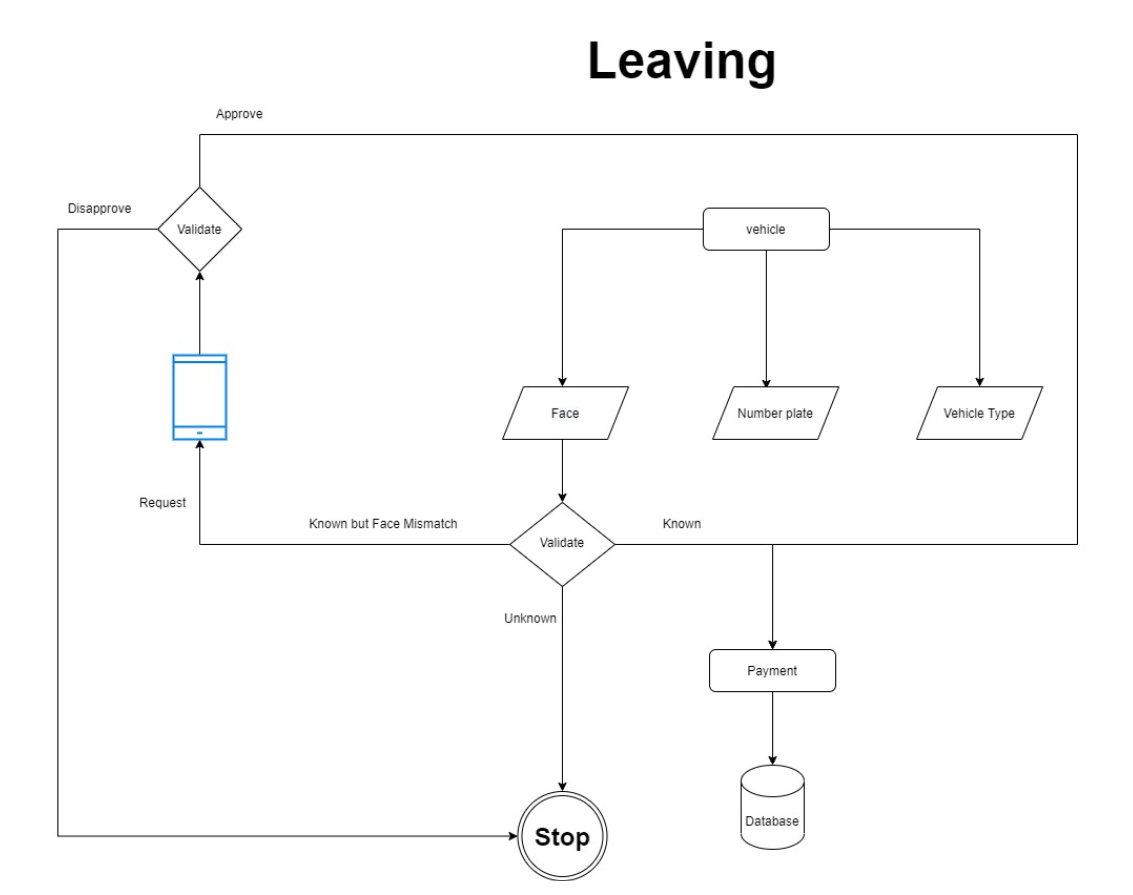 Leaving
Approve
Disapprove
Validate
vehicle
Face
Number plate
Vehicle Type
Request
Known but Face Mismatch
Validate
Known
Unknown
Payment
Database
Stop